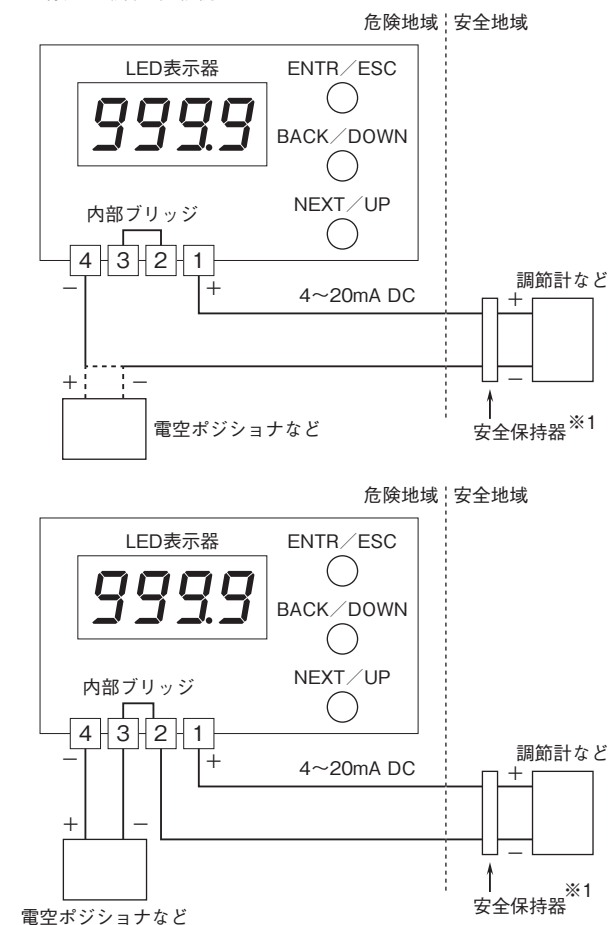 危険地域 安全地域
LED表示器 ENTR／ESC
999.9
BACK／DOWN
内部ブリッジ NEXT／UP
4 3 2 1
− +
4〜20mA DC
調節計など
+
−
+ −
電空ポジショナなど
安全保持器※1
危険地域 安全地域
LED表示器 ENTR／ESC
999.9
BACK／DOWN
内部ブリッジ NEXT／UP
4 3 2 1
− +
4〜20mA DC
調節計など
+
−
+ −
安全保持器※1
電空ポジショナなど